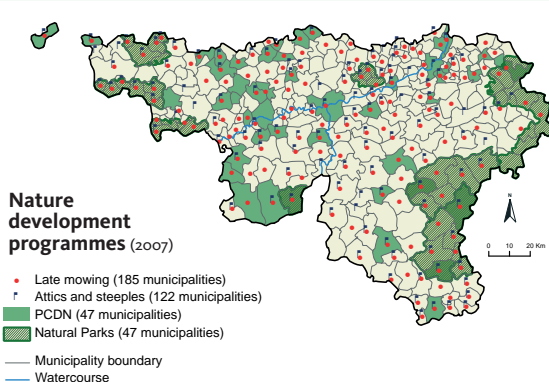 N
Nature
development
programmes (2007)
0 10 20 Km
Late mowing (185 municipalities)
Attics and steeples (122 municipalities)
PCDN (47 municipalities)
Natural Parks (47 municipalities)
Municipality boundary
Watercourse